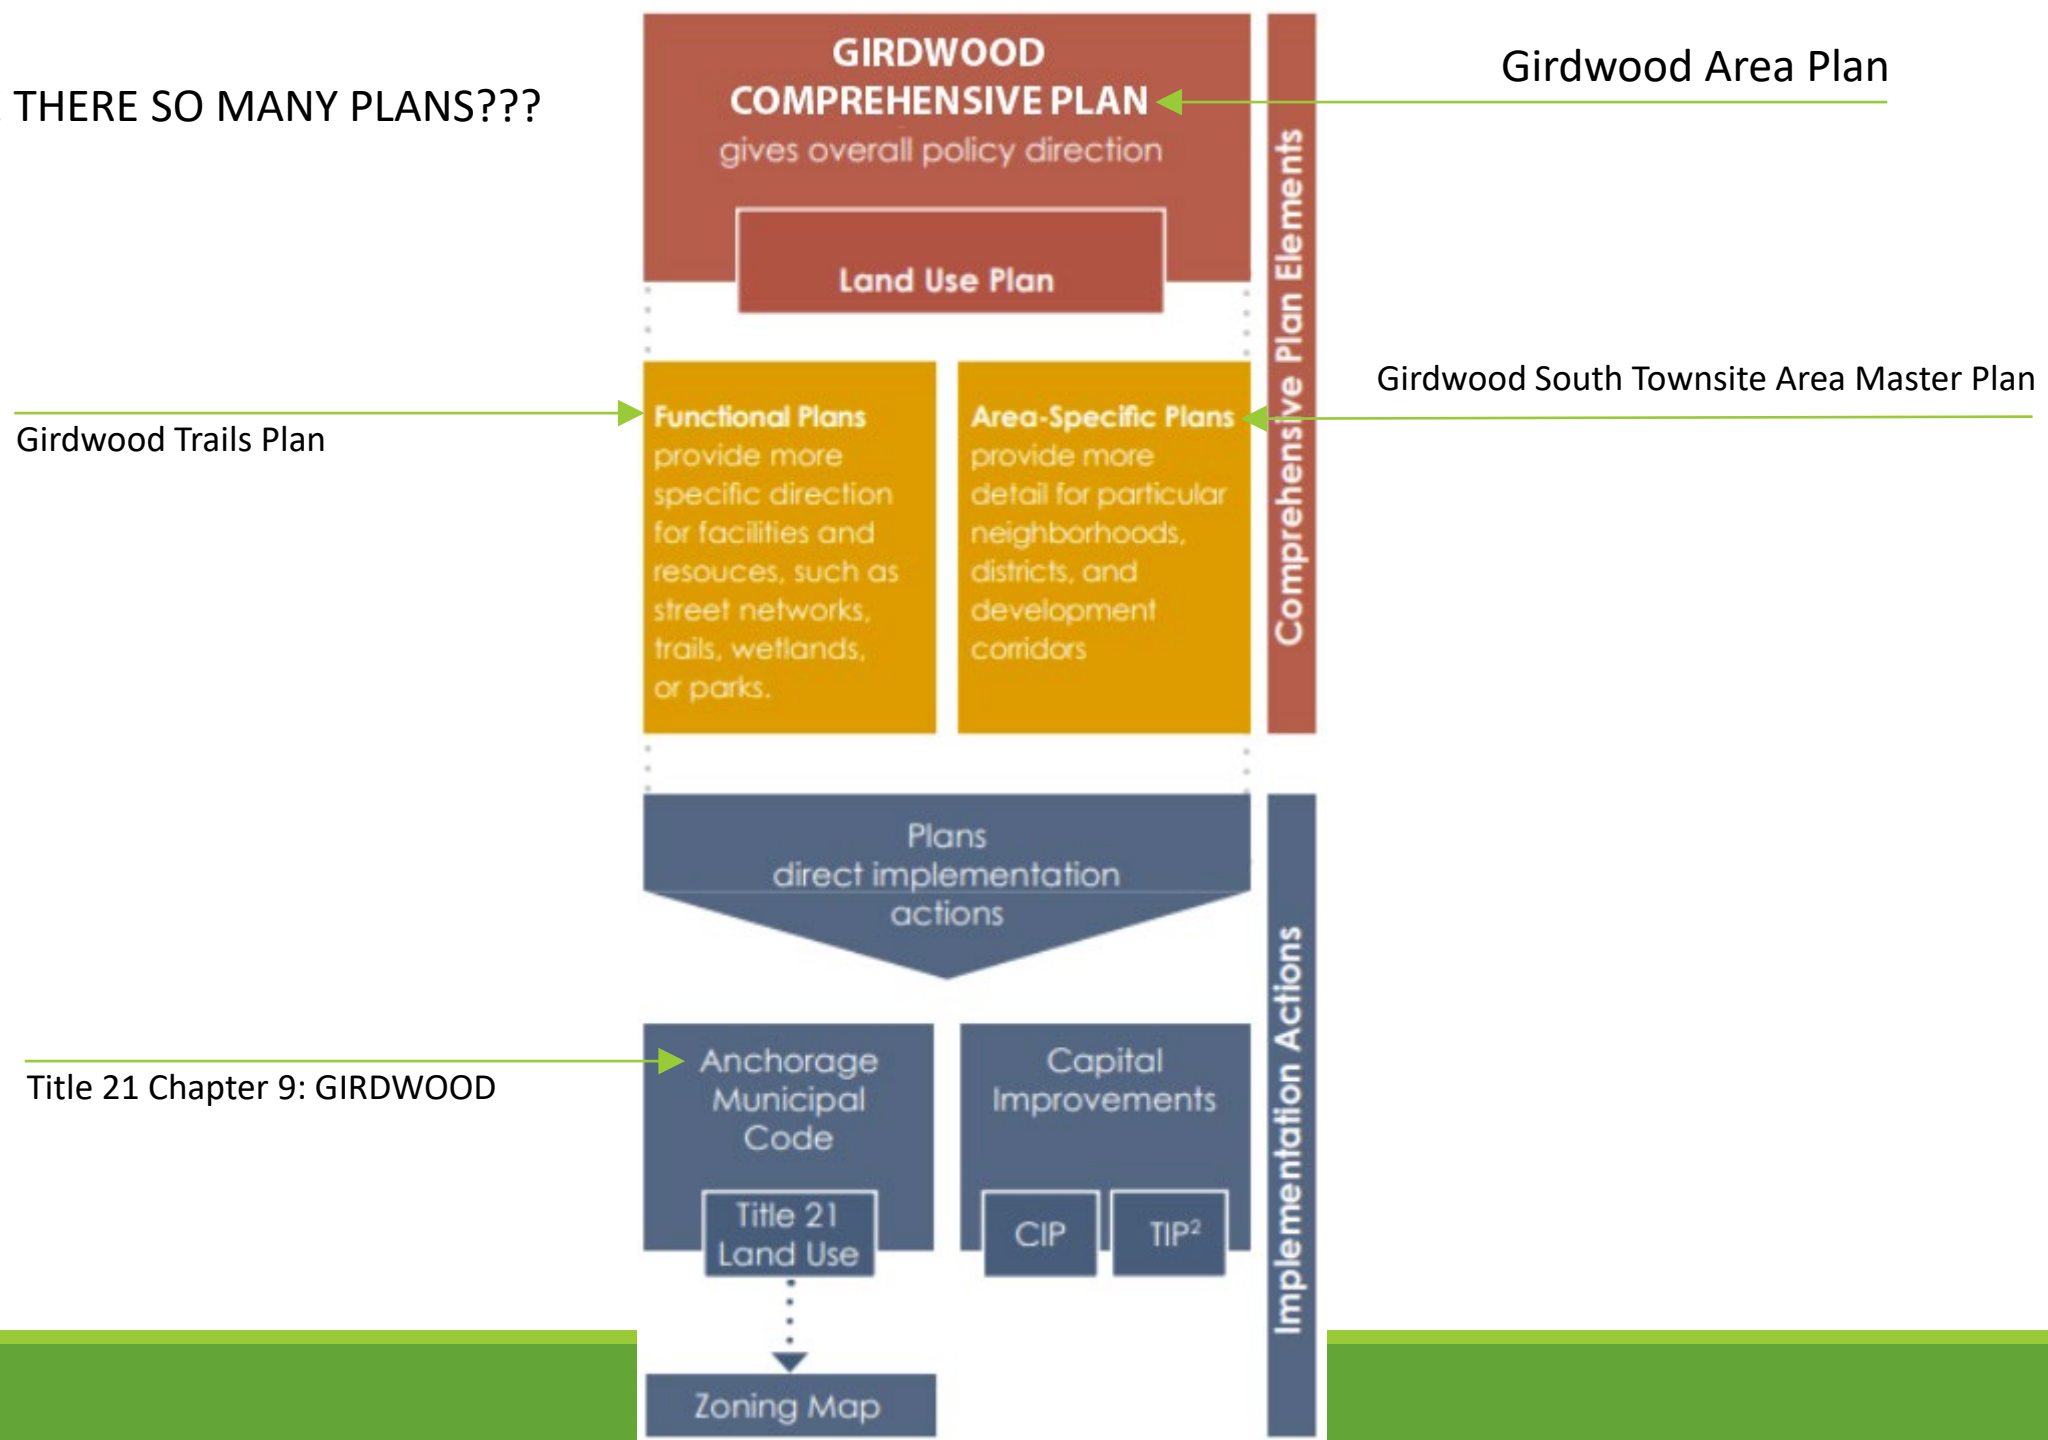 THERE SO MANY PLANS???
GIRDWOOD
COMPREHENSIVE PLAN
gives overall policy direction
Land Use Plan
Girdwood Area Plan
Comprehensive Plan Elements
Girdwood Trails Plan
Functional Plans
provide more
specific direction
for facilities and
resouces, such as
street networks,
trails, wetlands,
or parks.
Area-Specific Plans
provide more
detail for particular
neighborhoods,
districts, and
development
corridors
Girdwood South Townsite Area Master Plan
Plans
direct implementation
actions
Implementation Actions
Title 21 Chapter 9: GIRDWOOD
Anchorage
Municipal
Code
Title 21
Land Use
Capital
Improvements
CIP
TIP²
Zoning Map